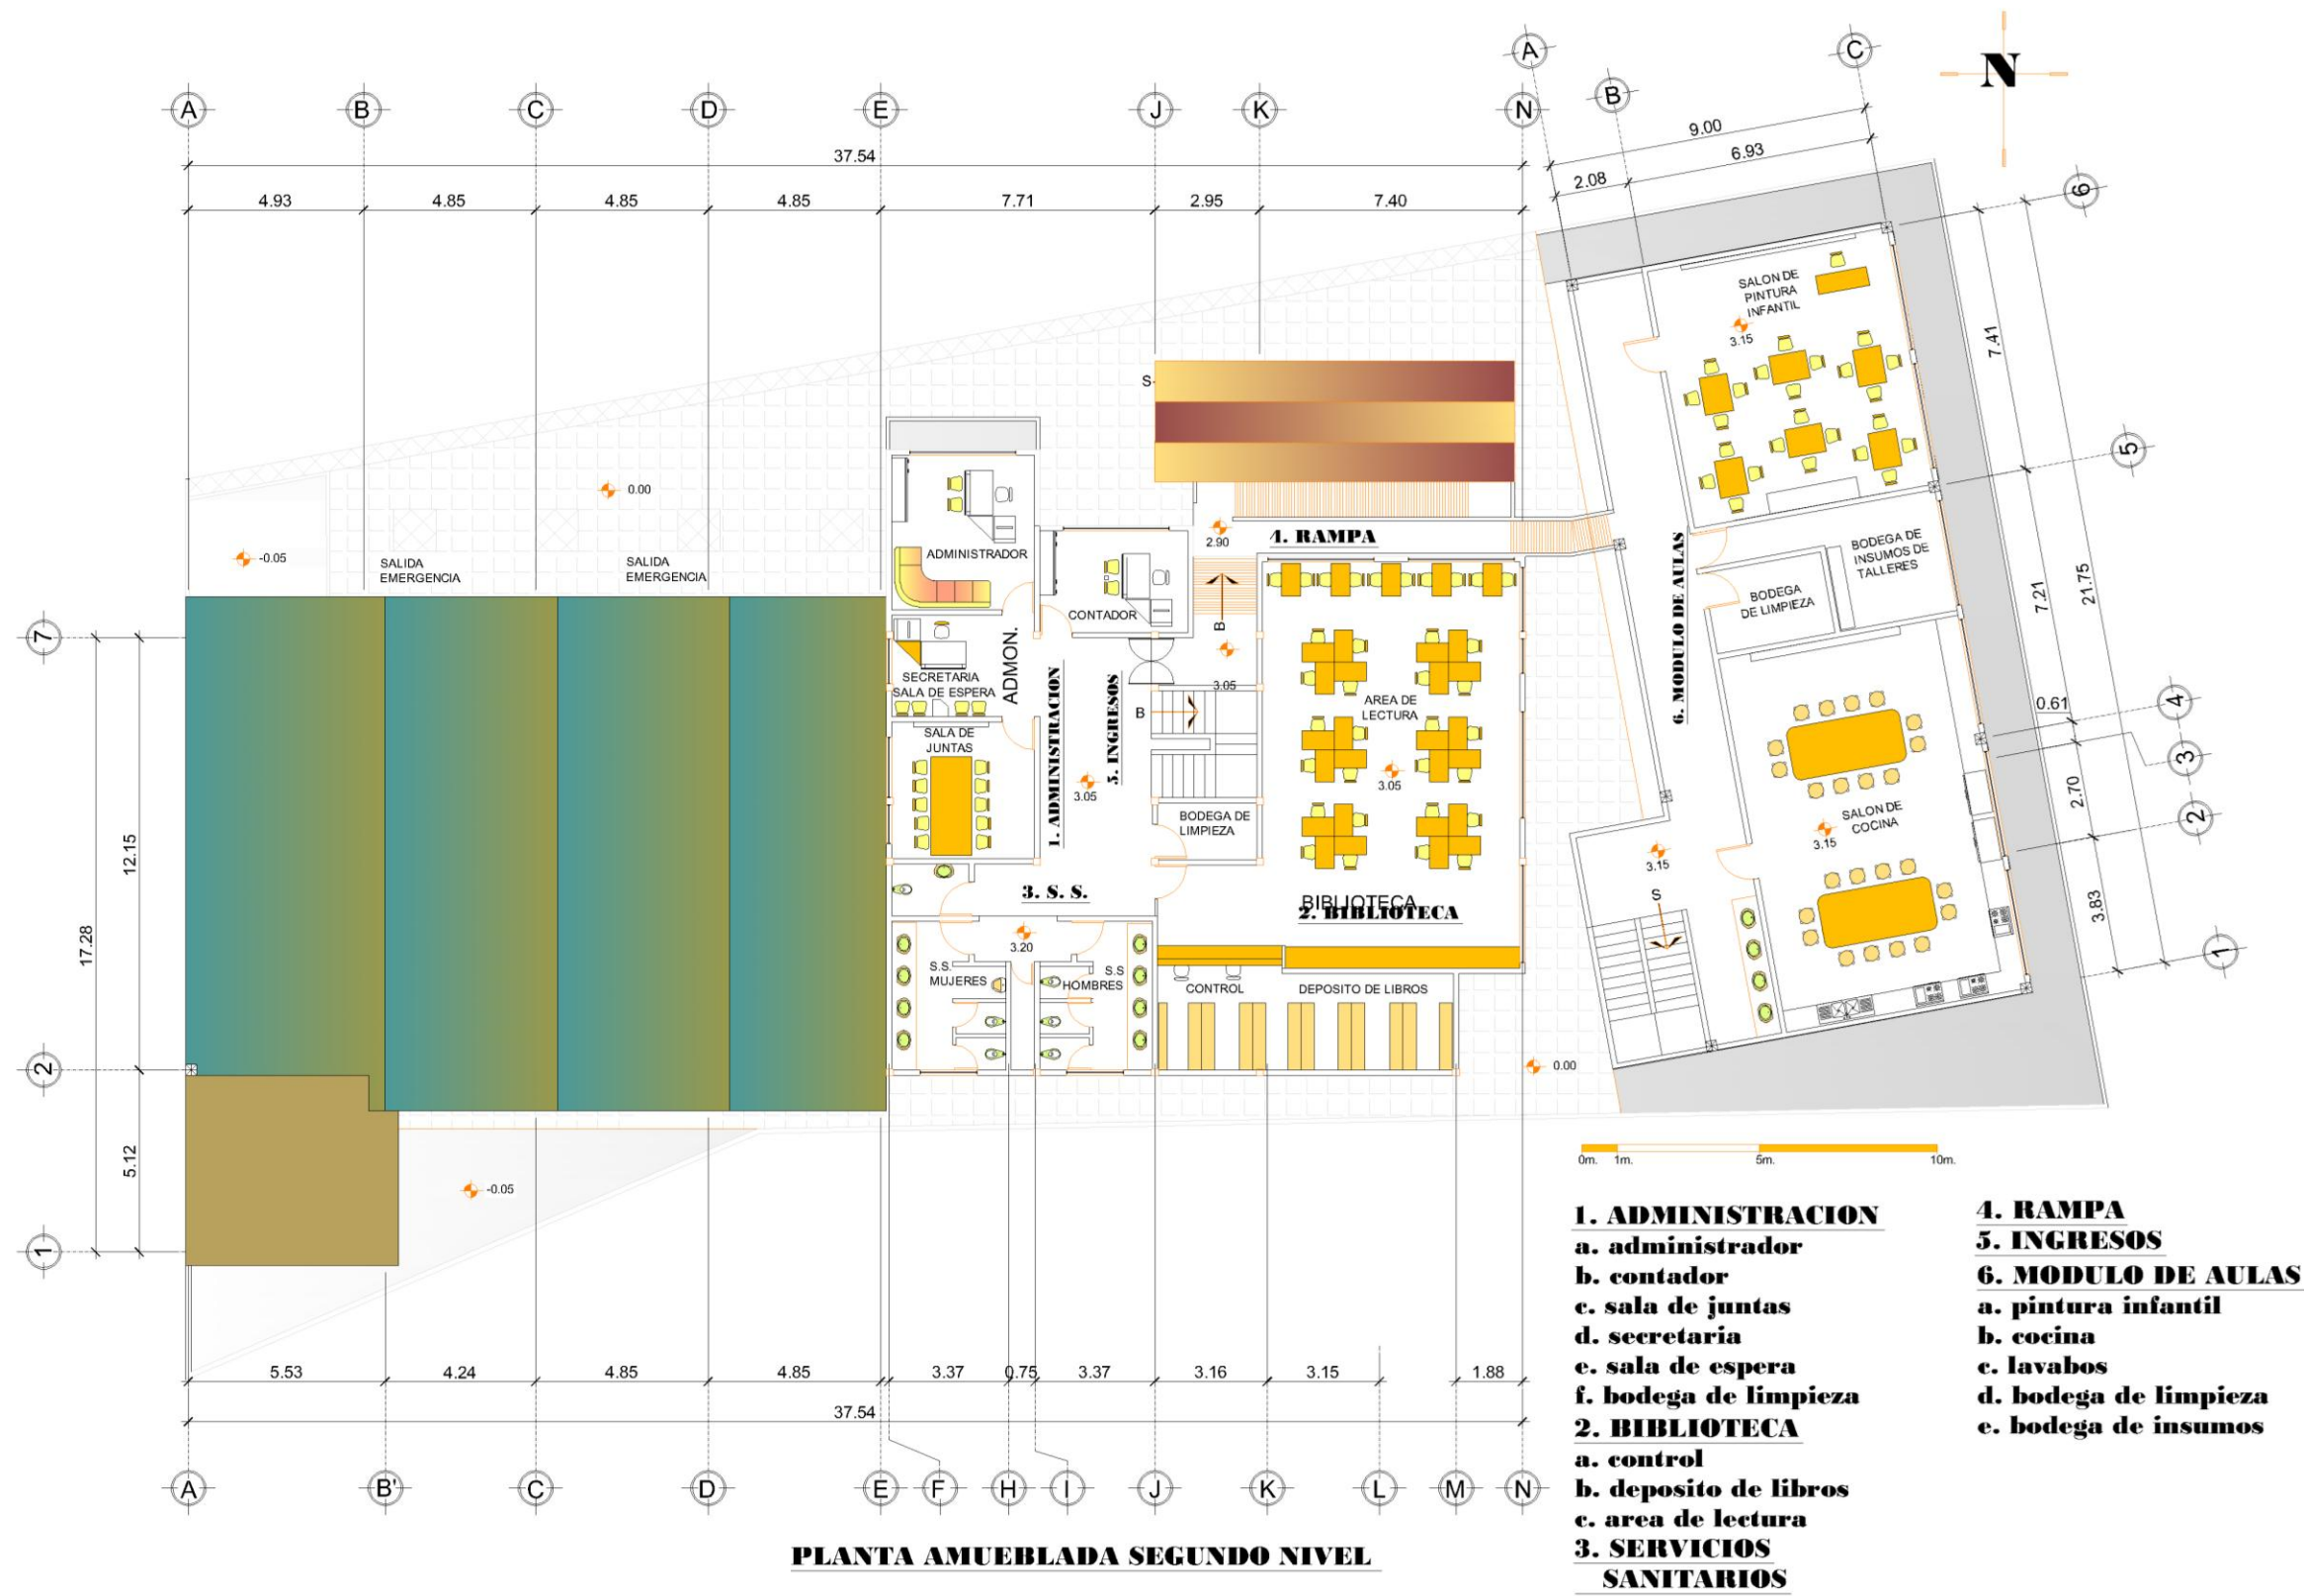 A
B
C
D
E
J
K
N
A
B
C
N
37.54
4.93
4.85
4.85
4.85
7.71
2.95
7.40
9.00
6.93
2.08
6
5
4
3
2
1
7.41
7.21
21.75
0.61
2.70
3.83
7
2
1
12.15
17.28
5.12
SALON DE
PINTURA
INFANTIL
3.15
S
0.00
-0.05
SALIDA
EMERGENCIA
SALIDA
EMERGENCIA
ADMINISTRADOR
CONTADOR
2.90
4. RAMPA
B
3.05
6. MODULO DE AULAS
BODEGA DE
INSUMOS DE
TALLERES
BODEGA
DE LIMPIEZA
SECRETARIA
SALA DE ESPERA
ADMON.
1. ADMINISTRACION
5. INGRESOS
B
SALA DE
JUNTAS
3.05
AREA DE
LECTURA
3.05
BODEGA DE
LIMPIEZA
SALON DE
COCINA
3.15
3.15
S
3. S. S.
BIBLIOTECA
2. BIBLIOTECA
3.20
S.S.
MUJERES
S.S
HOMBRES
CONTROL
DEPOSITO DE LIBROS
0.00
-0.05
0m.
1m.
5m.
10m.
5.53
4.24
4.85
4.85
3.37
0.75
3.37
3.16
3.15
1.88
37.54
A
B'
C
D
E
F
H
I
J
K
L
M
N
PLANTA AMUEBLADA SEGUNDO NIVEL
1. ADMINISTRACION
a. administrador
b. contador
c. sala de juntas
d. secretaria
e. sala de espera
f. bodega de limpieza
2. BIBLIOTECA
a. control
b. deposito de libros
c. area de lectura
3. SERVICIOS
SANITARIOS
4. RAMPA
5. INGRESOS
6. MODULO DE AULAS
a. pintura infantil
b. cocina
c. lavabos
d. bodega de limpieza
e. bodega de insumos